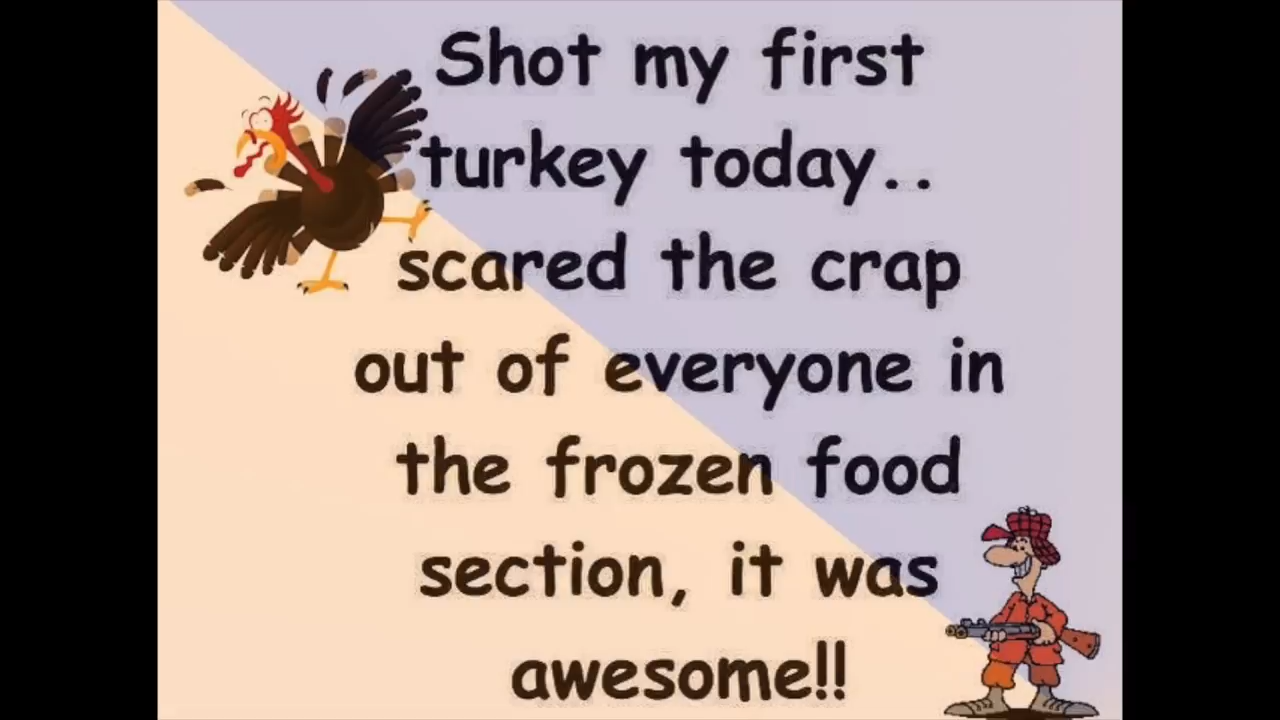 Shot my first
turkey today..
scared the crap
out of everyone in
the frozen food
section, it was
awesome!!